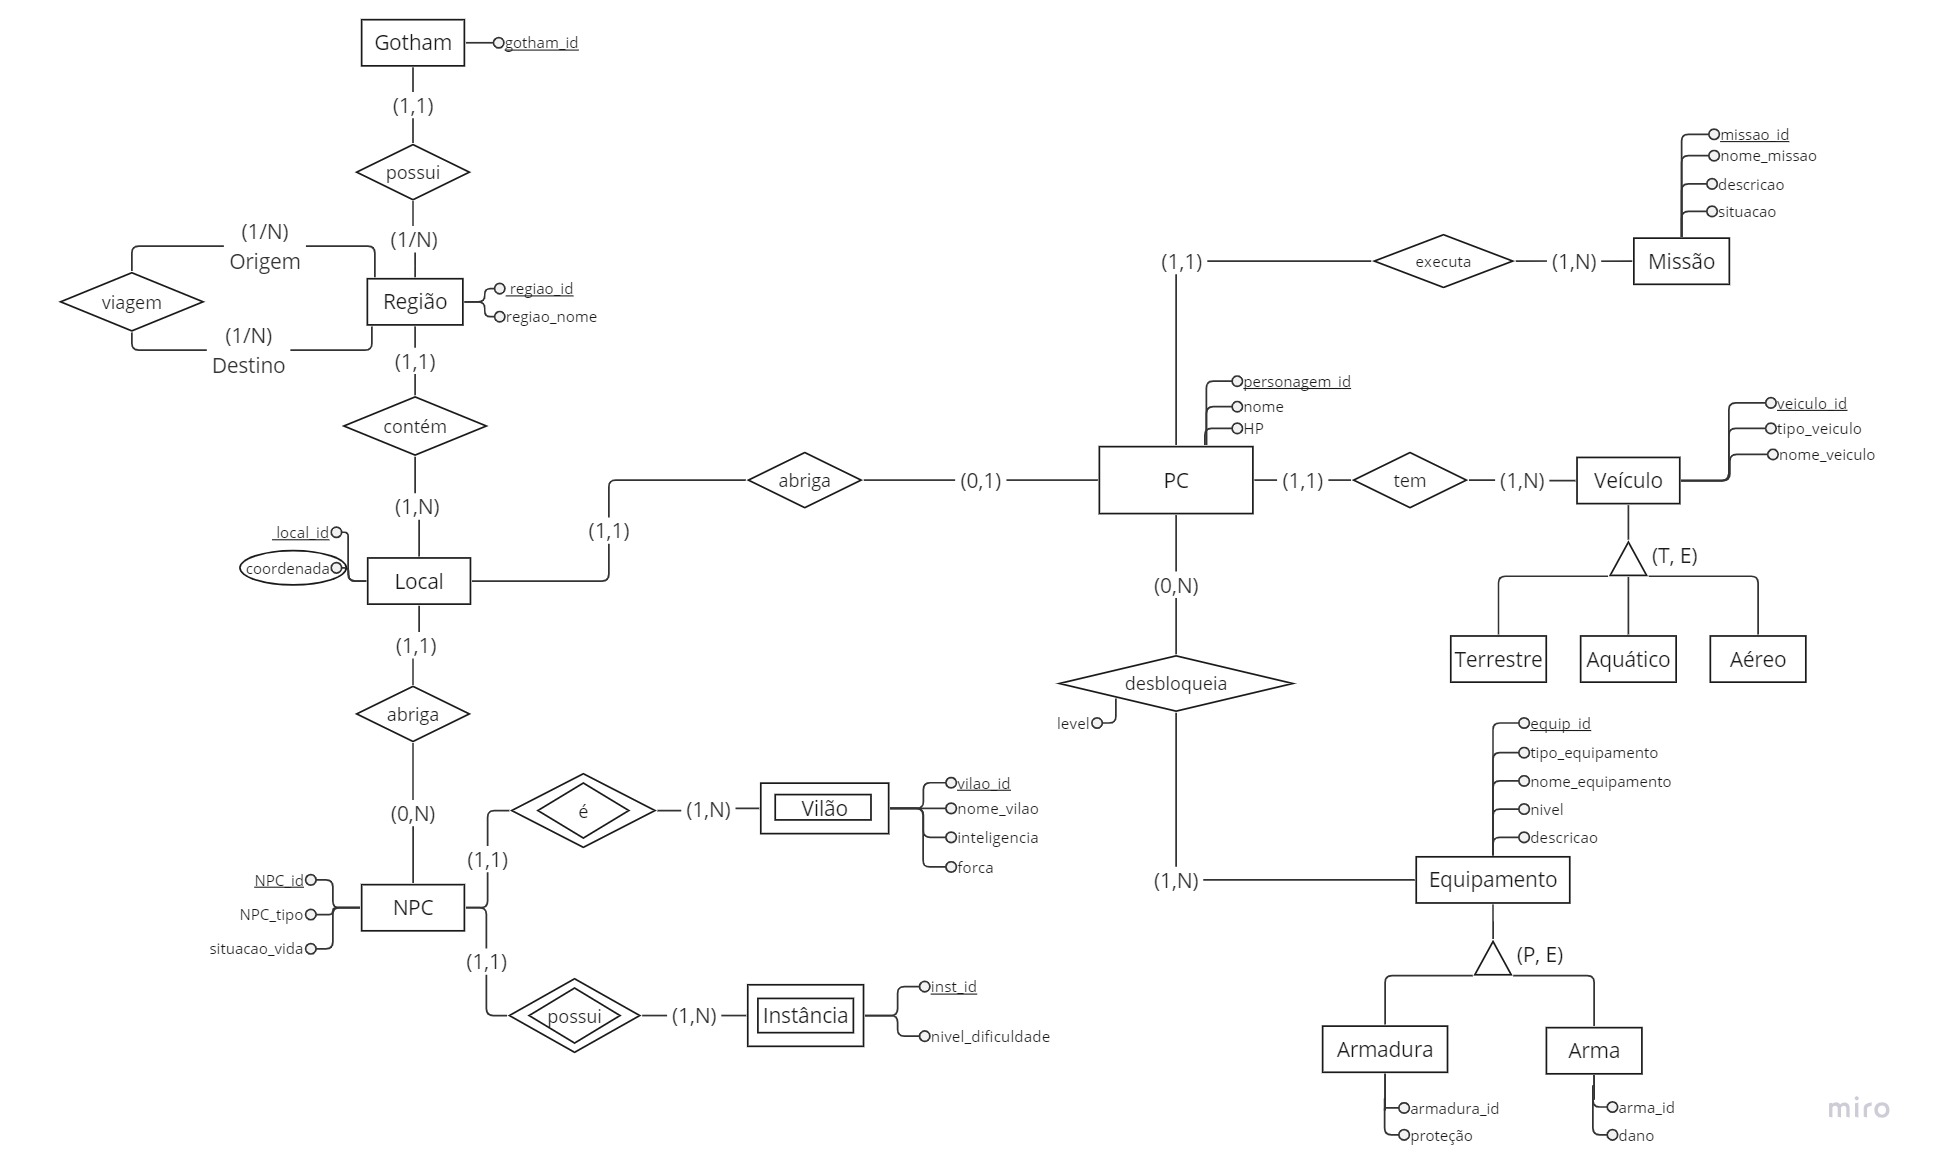 Gotham
gotham_id
(1,1)
possui
(1/N)
(1/N)
Origem
viagem
(1/N)
Destino
Região
regiao_id
regiao_nome
(1,1)
contém
(1,N)
local_id
coordenada
Local
(1,1)
abriga
(0,1)
(1,1)
abriga
(0,N)
NPC_id
NPC_tipo
situacao_vida
NPC
(1,1)
é
(1,N)
Vilão
vilao_id
nome_vilao
inteligencia
forca
(1,1)
possui
(1,N)
Instância
inst_id
nivel_dificuldade
(1,1)
executa
(1,N)
Missão
missao_id
nome_missao
descricao
situacao
personagem_id
nome
HP
PC
(1,1)
tem
(1,N)
Veículo
veiculo_id
tipo_veiculo
nome_veiculo
(T, E)
Terrestre
Aquático
Aéreo
(0,N)
desbloqueia
level
(1,N)
equip_id
tipo_equipamento
nome_equipamento
nivel
descricao
Equipamento
(P, E)
Armadura
Arma
armadura_id
proteção
arma_id
dano
miro